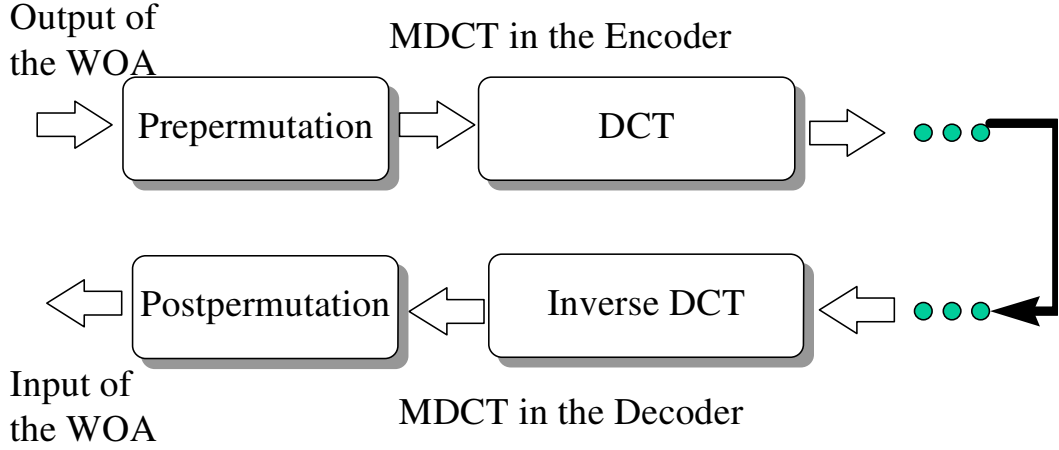 Output of
the WOA
MDCT in the Encoder
Prepermutation
DCT
Postpermutation
Inverse DCT
Input of
the WOA
MDCT in the Decoder